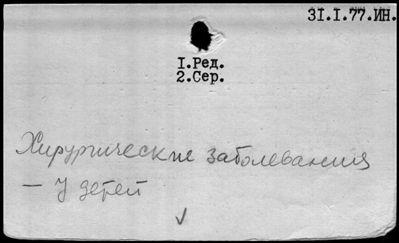 31.I.77.ИН.
I.Ред.
2.Сер.
Хирургические заболевания
— У детей